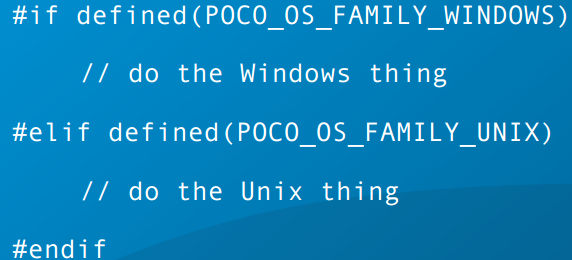 #if defined(POCO_OS_FAMILY_WINDOWS)
// do the Windows thing
#elif defined(POCO_OS_FAMILY_UNIX)
// do the Unix thing
#endif